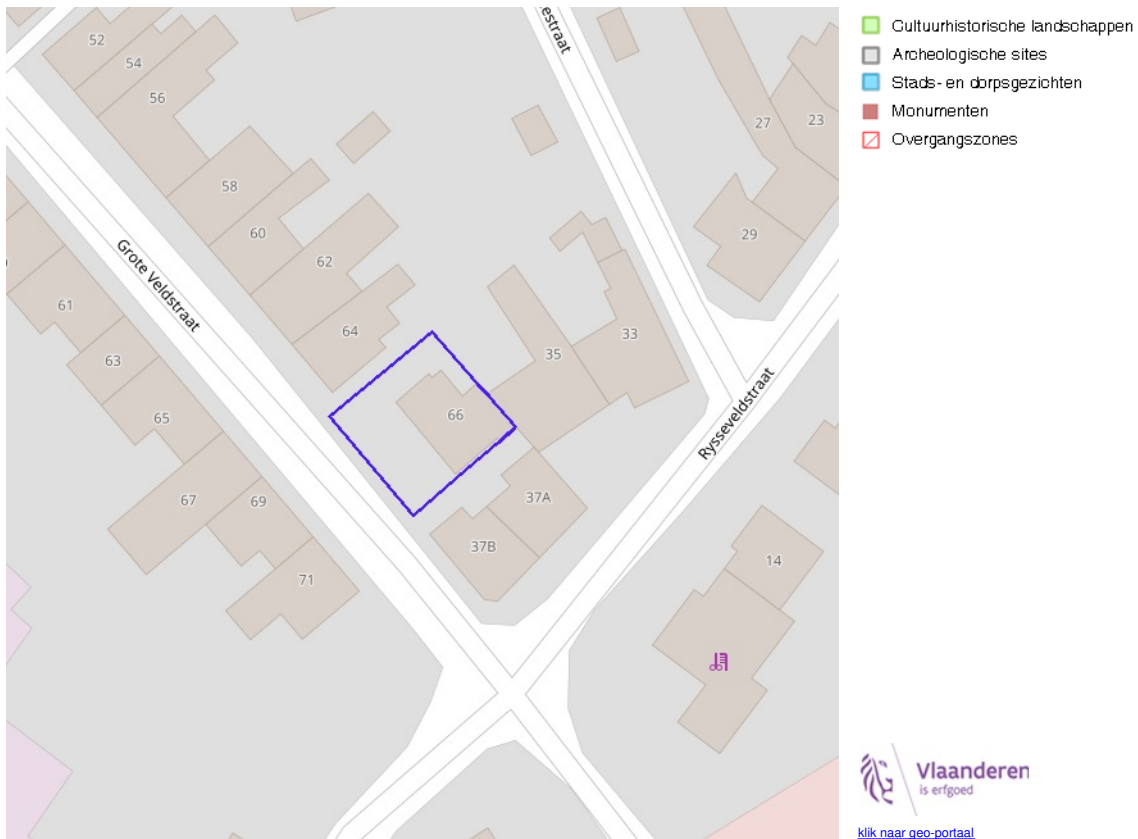 52
54
56
58
60
62
64
66
61
63
65
67
69
71
27
23
29
33
35
37A
37B
14
estraat
Grote Veldstraat
Rysseveldstraat
Cultuurhistorische landschappen
Archeologische sites
Stads- en dorpsgezichten
Monumenten
Overgangszones
Vlaanderen
is erfgoed
klik naar geo-portaal